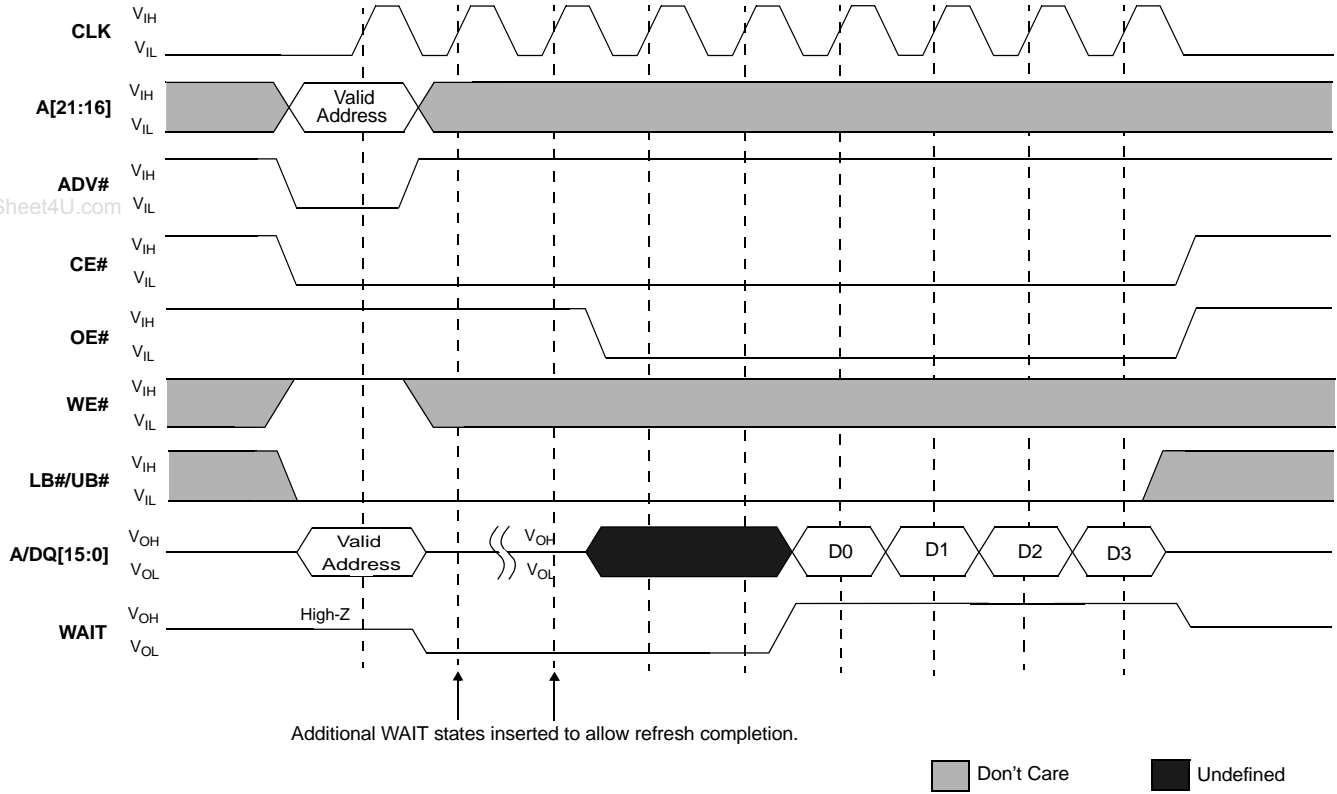 CLK VIH
VIL
A[21:16] VIH
VIL
Valid
Address
ADV# VIH
VIL
Sheet4U.com
CE# VIH
VIL
OE# VIH
VIL
WE# VIH
VIL
LB#/UB# VIH
VIL
A/DQ[15:0] VOH
VOL
Valid
Address
VOH
VOL
D0 D1 D2 D3
WAIT VOH
VOL
High-Z
Additional WAIT states inserted to allow refresh completion.
Don't Care Undefined